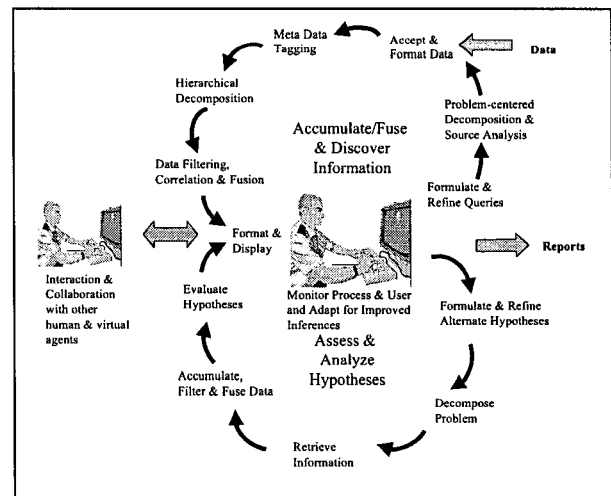 Meta Data
Tagging
Accept &
Format Data
Data
Hierarchical
Decomposition
Problem-centered
Decomposition &
Source Analysis
Accumulate/Fuse
& Discover
Information
Data Filtering,
Correlation & Fusion
Formulate &
Refine Queries
Format &
Display
Reports
Interaction &
Collaboration
with other
human & virtual
agents
Evaluate
Hypotheses
Monitor Process & User
and Adapt for Improved
Inferences
Formulate & Refine
Alternate Hypotheses
Assess &
Analyze
Hypotheses
Accumulate,
Filter & Fuse Data
Decompose
Problem
Retrieve
Information